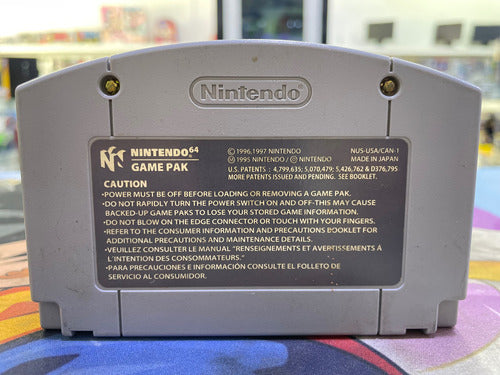 Nintendo
NINTENDO 64
GAME PAK
© 1996,1997 NINTENDO
Ⓜ 1995 NINTENDO / Ⓜ NINTENDO
NUS-USA/CAN-1
MADE IN JAPAN
U.S. PATENTS : 4,799,635; 5,070,479; 5,426,762 & D376,795
MORE PATENTS ISSUED AND PENDING. SEE BOOKLET.
CAUTION
•POWER MUST BE OFF BEFORE LOADING OR REMOVING A GAME PAK.
•DO NOT RAPIDLY TURN THE POWER SWITCH ON AND OFF-THIS MAY CAUSE
BACKED-UP GAME PAKS TO LOSE YOUR STORED GAME INFORMATION.
•DO NOT BLOW ON THE EDGE CONNECTOR OR TOUCH WITH YOUR FINGERS.
•REFER TO THE CONSUMER INFORMATION AND PRECAUTIONS BOOKLET FOR
ADDITIONAL PRECAUTIONS AND MAINTENANCE DETAILS.
•VEUILLEZ CONSULTER LE MANUAL "RENSEIGNEMENTS ET AVERTISSEMENTS À
L'INTENTION DES CONSOMMATEURS."
•PARA PRECAUCIONES E INFORMACIÓN CONSULTE EL FOLLETO DE
SERVICIO AL CONSUMIDOR.